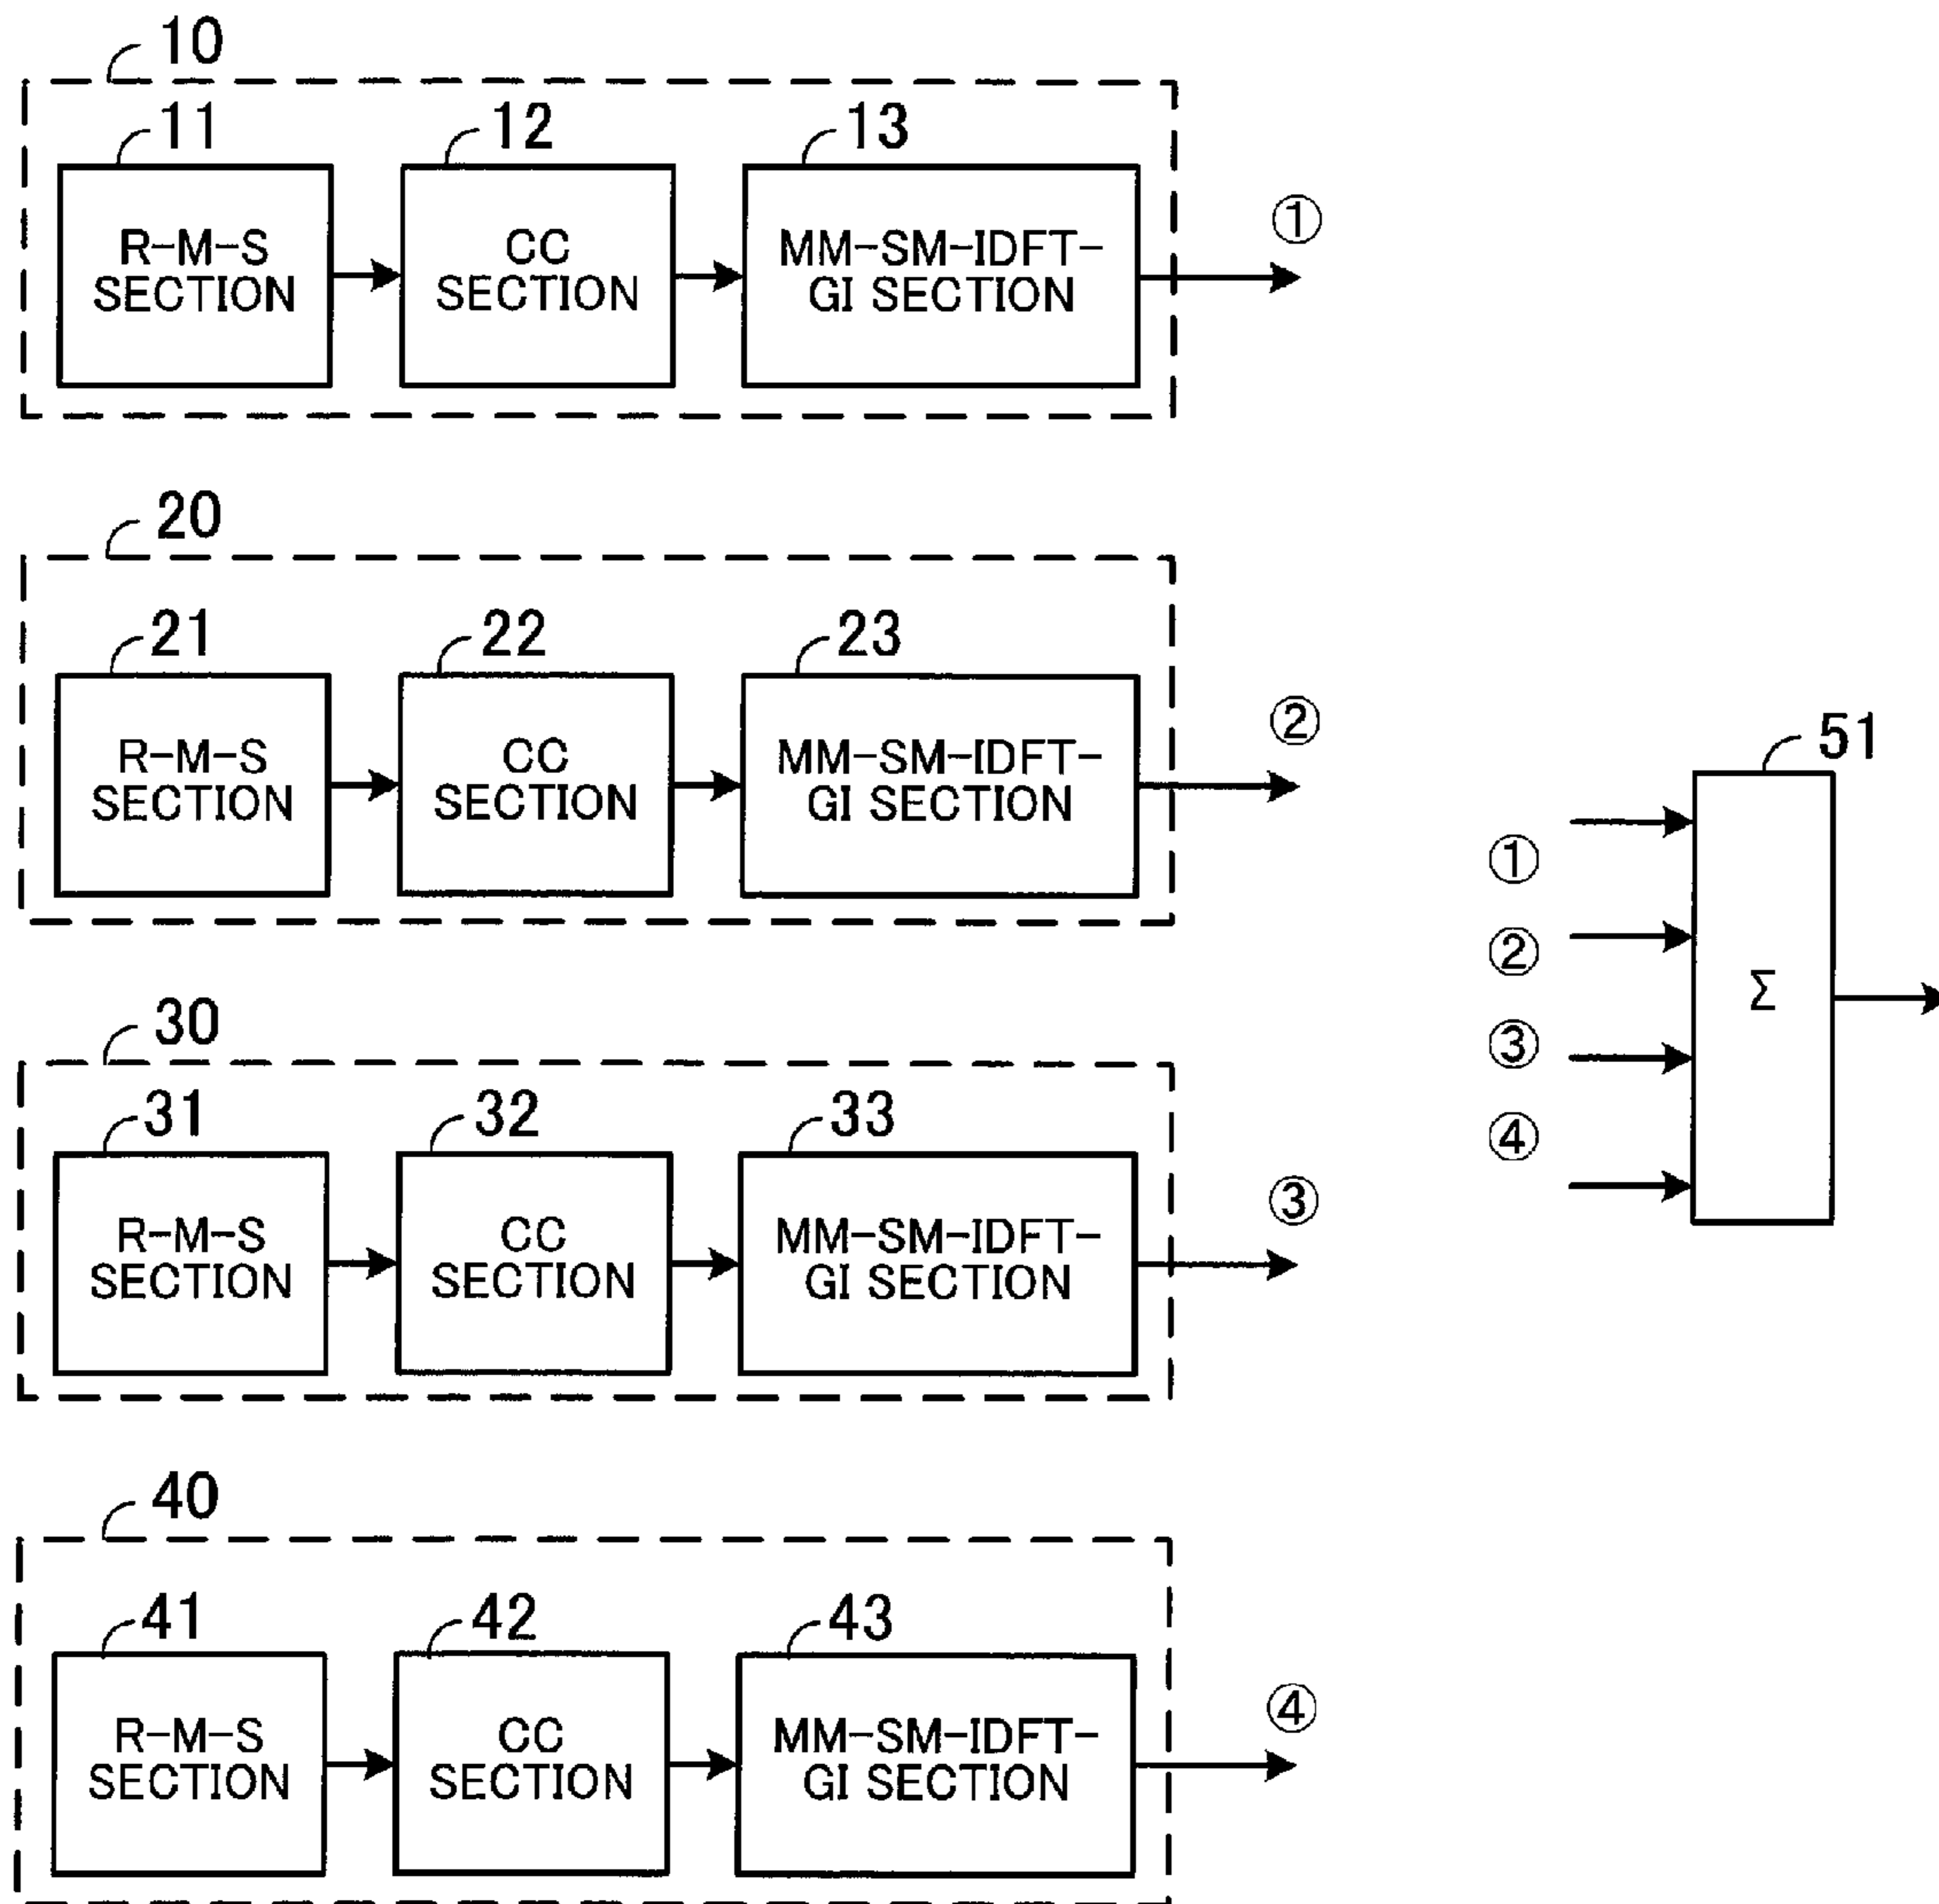 10
11
12
13
R-M-S
SECTION
CC
SECTION
MM-SM-IDFT-
GI SECTION
①
20
21
22
23
R-M-S
SECTION
CC
SECTION
MM-SM-IDFT-
GI SECTION
②
30
31
32
33
R-M-S
SECTION
CC
SECTION
MM-SM-IDFT-
GI SECTION
③
40
41
42
43
R-M-S
SECTION
CC
SECTION
MM-SM-IDFT-
GI SECTION
④
51
①
②
③
④
Σ